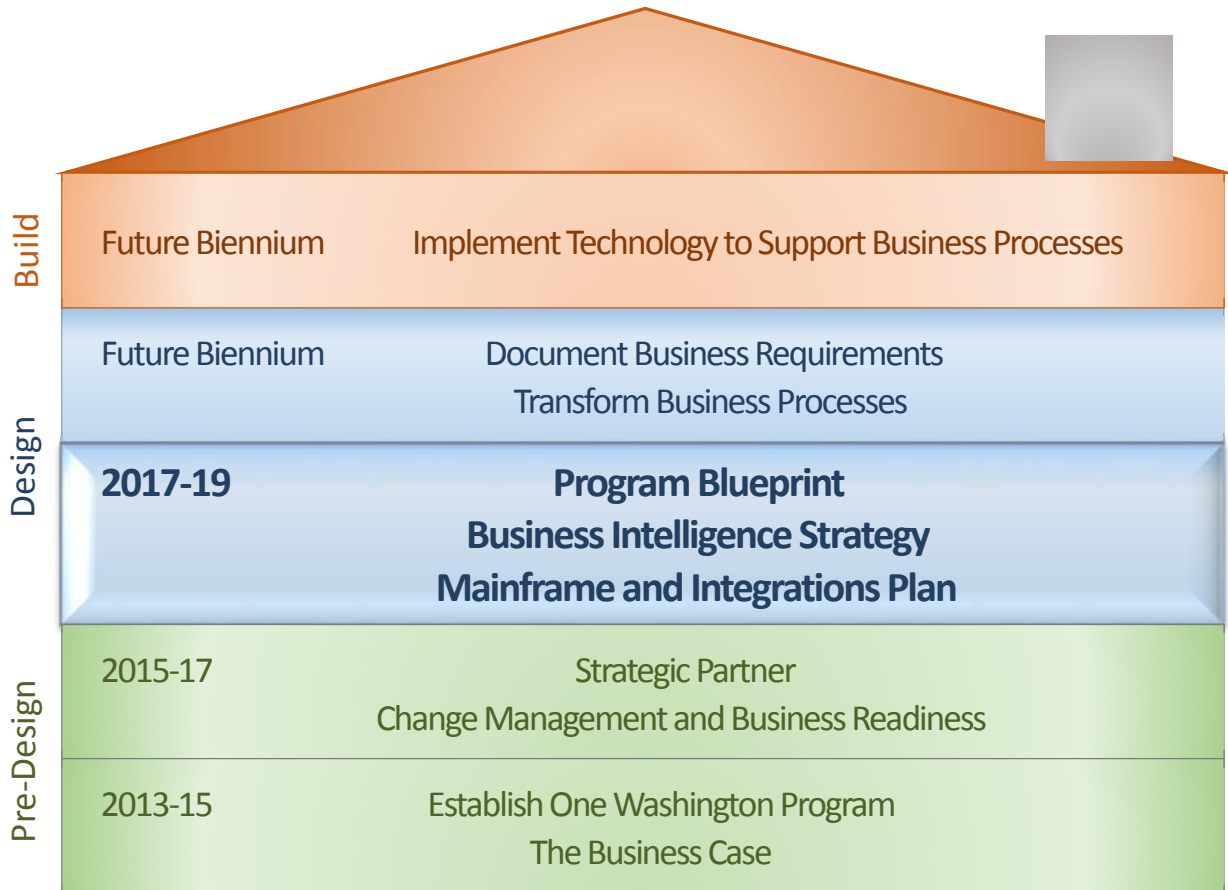 Build
Future Biennium Implement Technology to Support Business Processes
Design
Future Biennium Document Business Requirements
Transform Business Processes
2017-19 Program Blueprint
Business Intelligence Strategy
Mainframe and Integrations Plan
Pre-Design
2015-17 Strategic Partner
Change Management and Business Readiness
2013-15 Establish One Washington Program
The Business Case